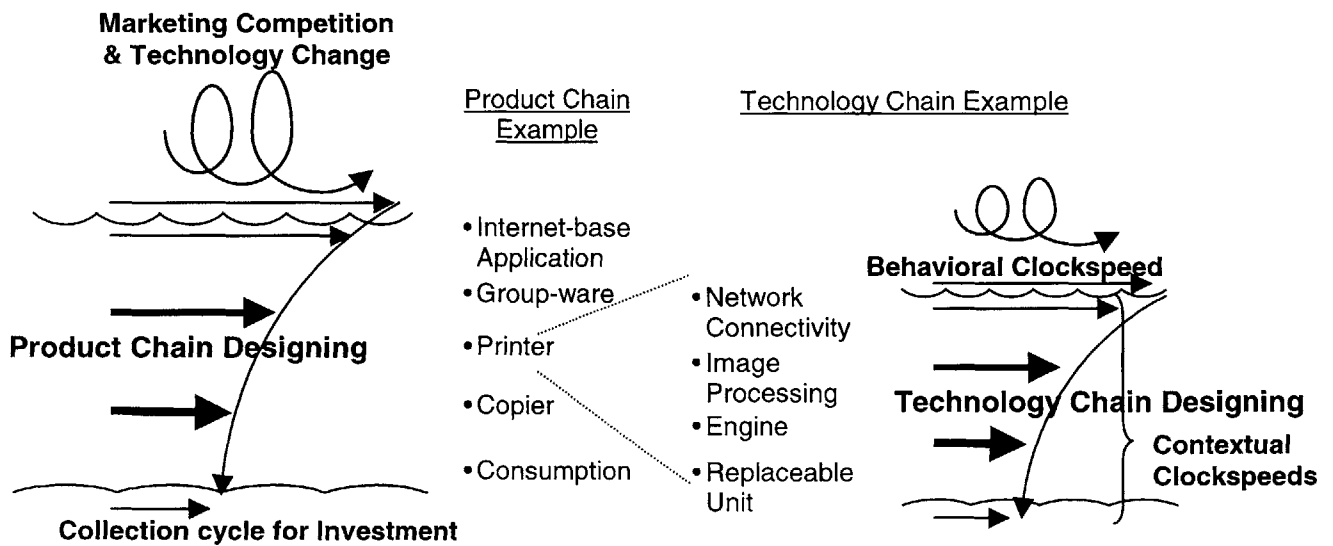 Marketing Competition
& Technology Change
Product Chain
Example
Technology Chain Example
• Internet-base
Application
• Group-ware
• Printer
• Copier
• Consumption
Product Chain Designing
Collection cycle for Investment
• Network
Connectivity
• Image
Processing
• Engine
• Replaceable
Unit
Behavioral Clockspeed
Technology Chain Designing
Contextual
Clockspeeds